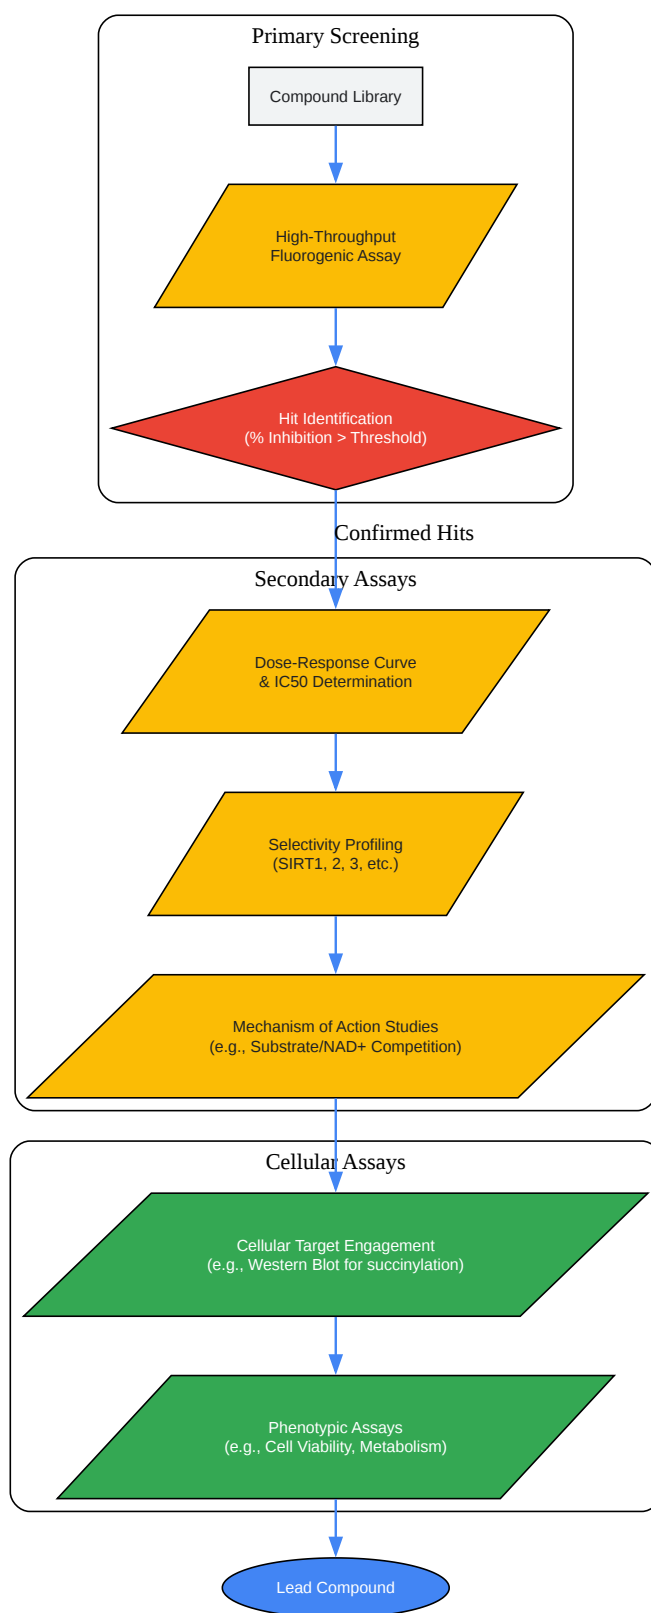 Primary Screening
Compound Library
High-Throughput
Fluorogenic Assay
Hit Identification
(% Inhibition > Threshold)
Confirmed Hits
Secondary Assays
Dose-Response Curve
& IC50 Determination
Selectivity Profiling
(SIRT1, 2, 3, etc.)
Mechanism of Action Studies
(e.g., Substrate/NAD+ Competition)
Cellular Assays
Cellular Target Engagement
(e.g., Western Blot for succinylation)
Phenotypic Assays
(e.g., Cell Viability, Metabolism)
Lead Compound